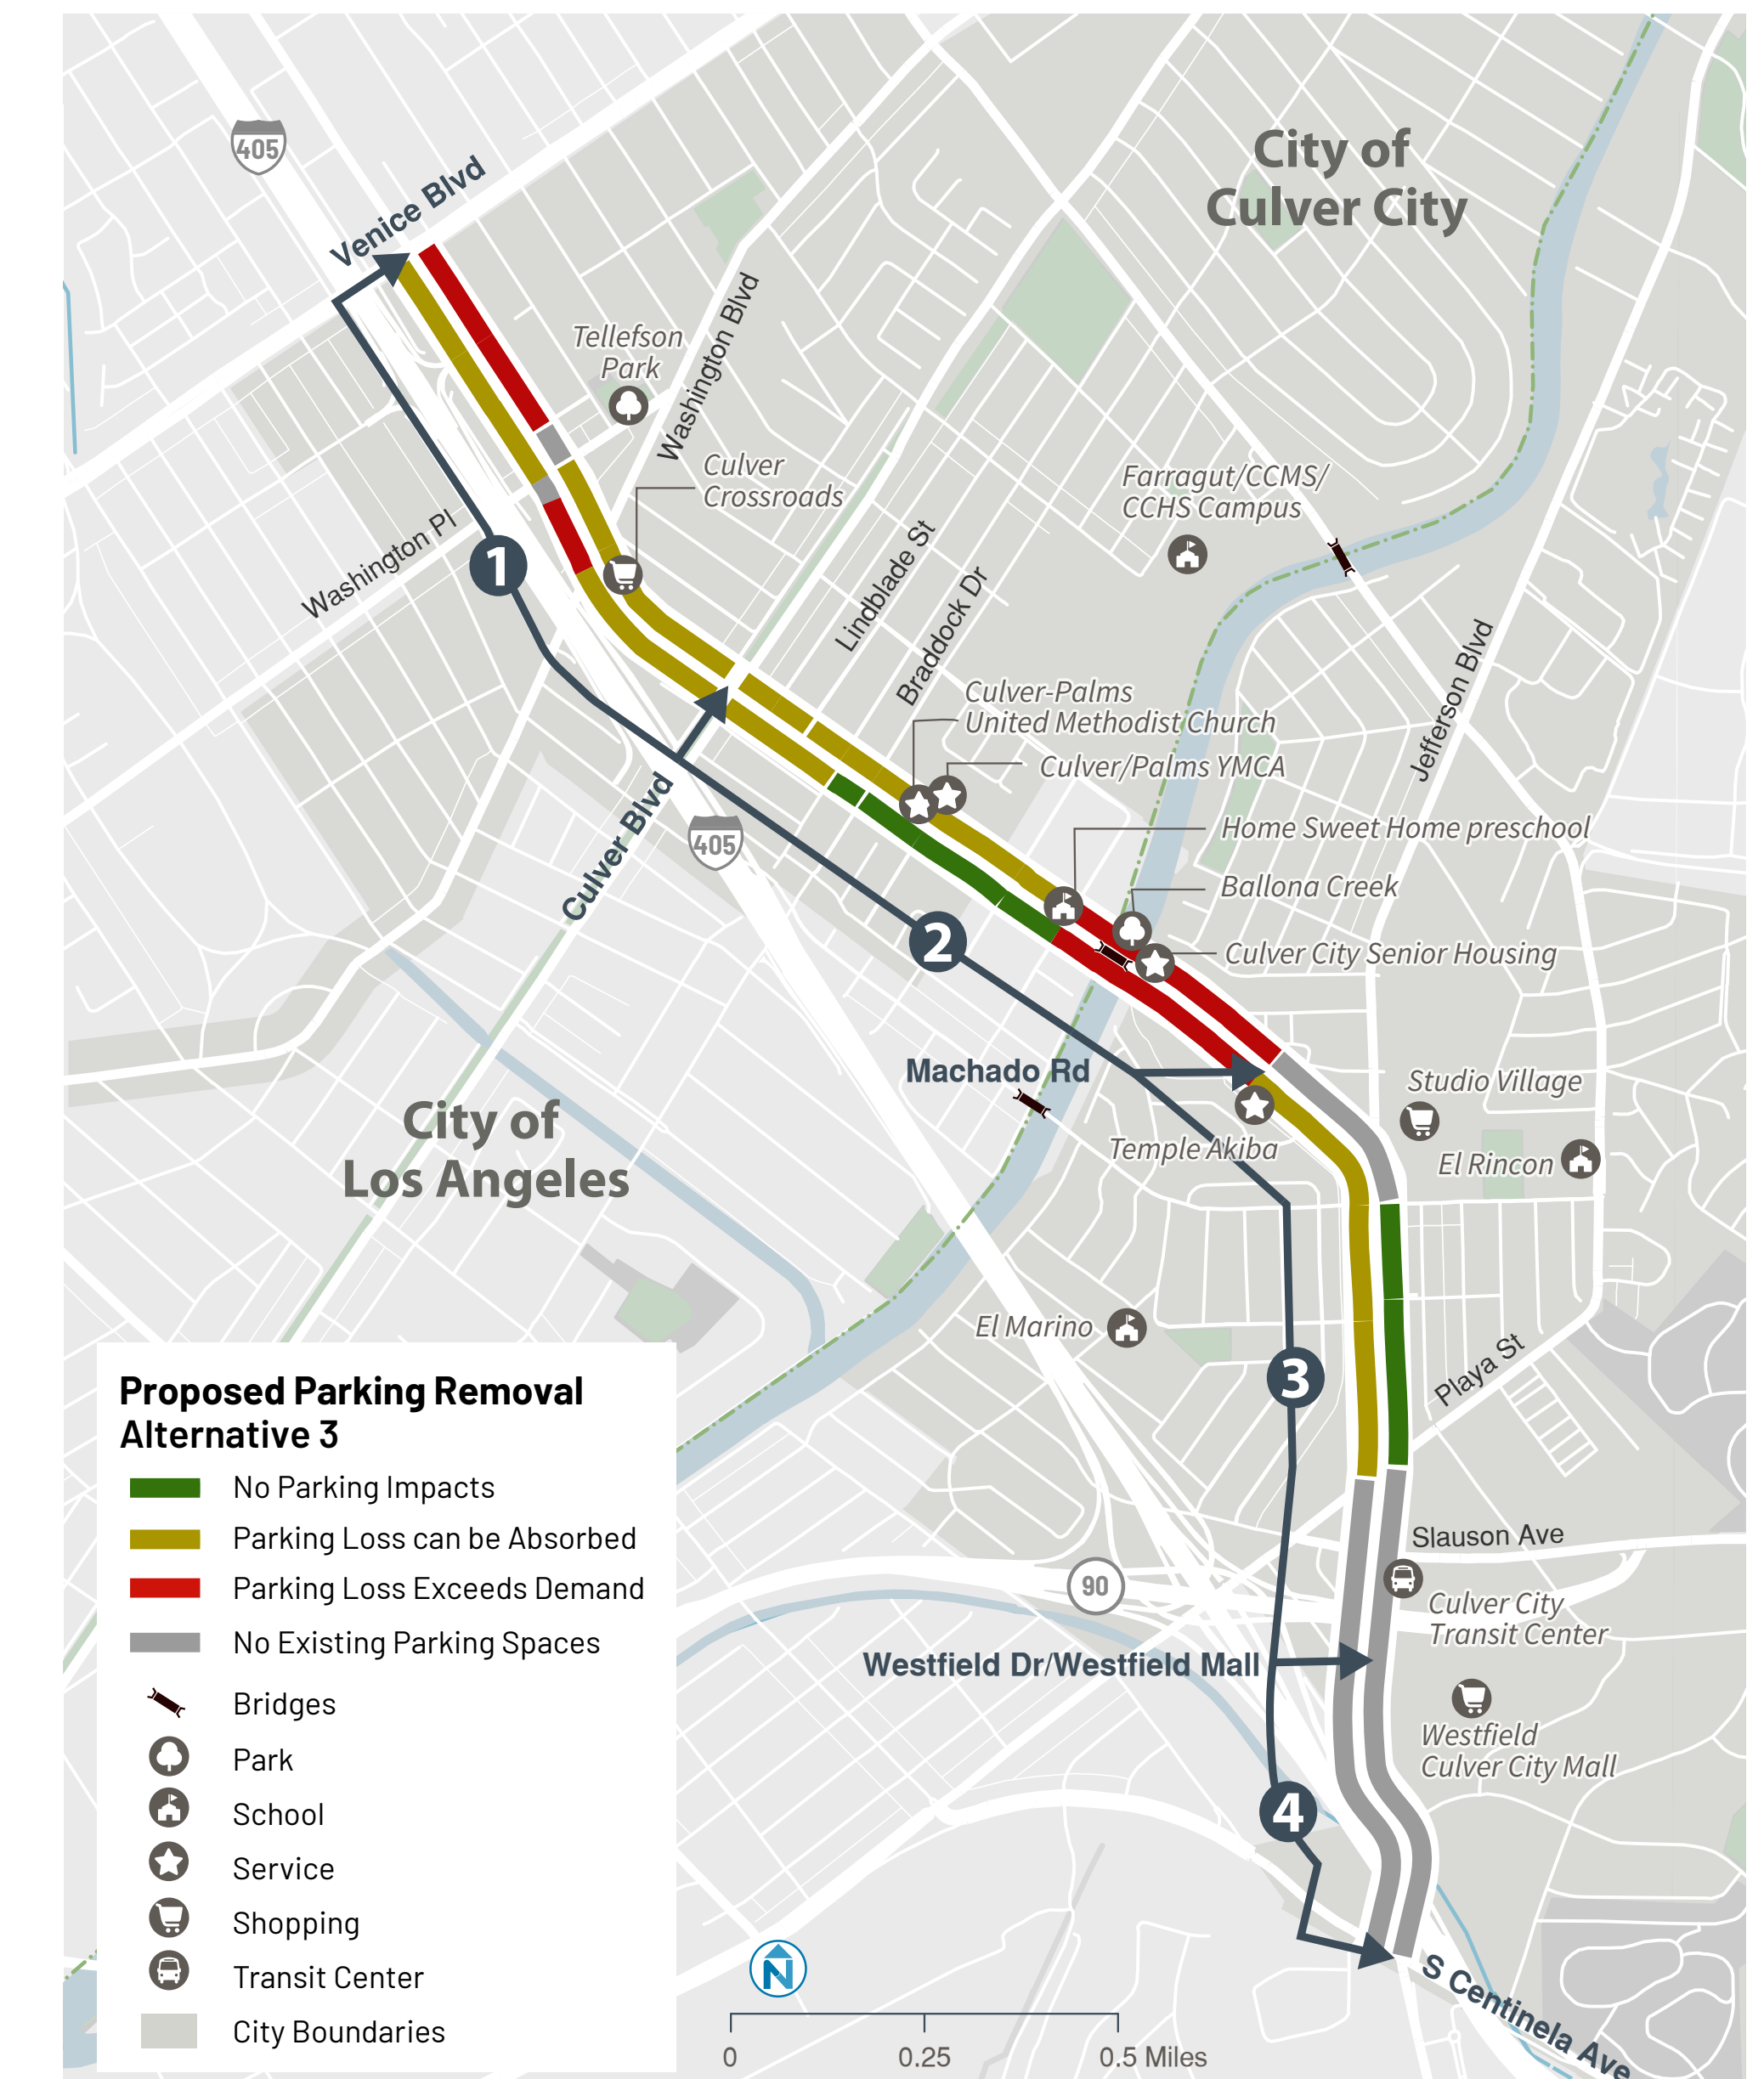 405
Venice Blvd
City of
Culver City
Tellefson
Park
Washington Blvd
Culver
Crossroads
Farragut/CCMS/
CCHS Campus
Washington Pl
1
Lindblade St
Braddock Dr
Jefferson Blvd
Culver-Palms
United Methodist Church
Culver/Palms YMCA
Culver Blvd
405
Home Sweet Home preschool
Ballona Creek
2
Culver City Senior Housing
Machado Rd
Studio Village
City of
Los Angeles
Temple Akiba
El Rincon
El Marino
3
Playa St
Slauson Ave
90
Culver City
Transit Center
Westfield Dr/Westfield Mall
Westfield
Culver City Mall
4
S Centinela Ave
Proposed Parking Removal
Alternative 3
No Parking Impacts
Parking Loss can be Absorbed
Parking Loss Exceeds Demand
No Existing Parking Spaces
Bridges
Park
School
Service
Shopping
Transit Center
City Boundaries
N
0 0.25 0.5 Miles